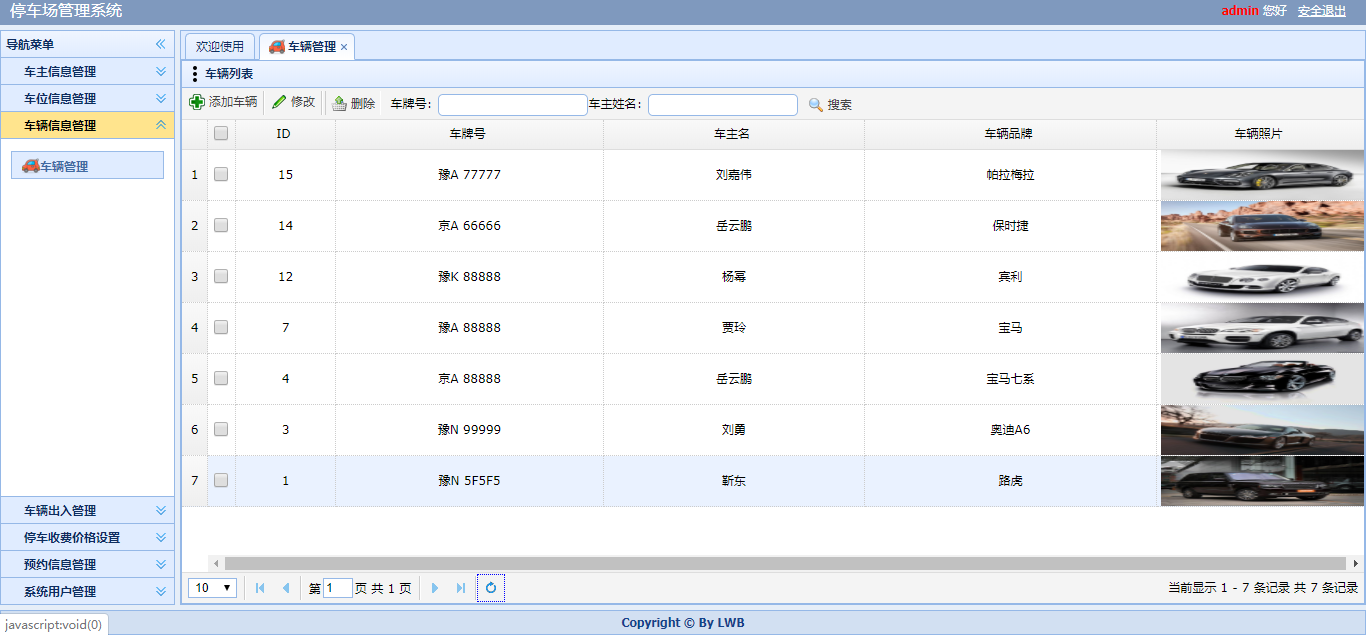 停车场管理系统
admin 您好 安全退出
导航菜单
车主信息管理
车位信息管理
车辆信息管理
车辆管理
车辆出入管理
停车收费价格设置
预约信息管理
系统用户管理
欢迎使用 车辆管理
车辆列表
添加车辆 修改 删除 车牌号: 车主姓名: 搜索
ID 车牌号 车主名 车辆品牌 车辆照片
1 15 豫A 77777 刘嘉伟 帕拉梅拉
2 14 京A 66666 岳云鹏 保时捷
3 12 豫K 88888 杨幂 宾利
4 7 豫A 88888 贾玲 宝马
5 4 京A 88888 岳云鹏 宝马七系
6 3 豫N 99999 刘勇 奥迪A6
7 1 豫N 5F5F5 靳东 路虎
10 第 1 页 共 1 页 当前显示 1 - 7 条记录 共 7 条记录
javascript:void(0)
Copyright © By LWB